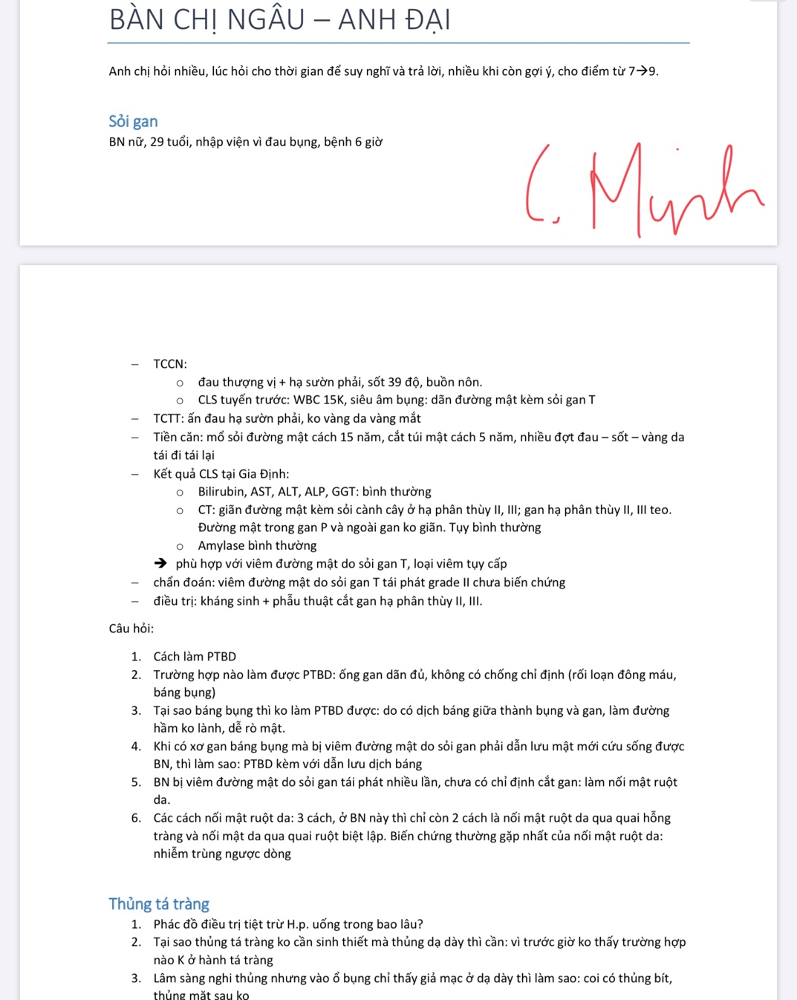 BÀN CHỊ NGÂU – ANH ĐẠI
Anh chị hỏi nhiều, lúc hỏi cho thời gian để suy nghĩ và trả lời, nhiều khi còn gợi ý, cho điểm từ 7→9.
Sỏi gan
BN nữ, 29 tuổi, nhập viện vì đau bụng, bệnh 6 giờ
C. Minh
– TCCN:
o đau thượng vị + hạ sườn phải, sốt 39 độ, buồn nôn.
o CLS tuyến trước: WBC 15K, siêu âm bụng: dãn đường mật kèm sỏi gan T
– TCTT: ấn đau hạ sườn phải, ko vàng da vàng mắt
– Tiền căn: mổ sỏi đường mật cách 15 năm, cắt túi mật cách 5 năm, nhiều đợt đau – sốt – vàng da
tái đi tái lại
– Kết quả CLS tại Gia Định:
o Bilirubin, AST, ALT, ALP, GGT: bình thường
o CT: giãn đường mật kèm sỏi cành cây ở hạ phân thùy II, III; gan hạ phân thùy II, III teo.
Đường mật trong gan P và ngoài gan ko giãn. Tụy bình thường
o Amylase bình thường
→ phù hợp với viêm đường mật do sỏi gan T, loại viêm tụy cấp
– chẩn đoán: viêm đường mật do sỏi gan T tái phát grade II chưa biến chứng
– điều trị: kháng sinh + phẫu thuật cắt gan hạ phân thùy II, III.
Câu hỏi:
1. Cách làm PTBD
2. Trường hợp nào làm được PTBD: ống gan dãn đủ, không có chống chỉ định (rối loạn đông máu,
báng bụng)
3. Tại sao báng bụng thì ko làm PTBD được: do có dịch báng giữa thành bụng và gan, làm đường
hầm ko lành, dễ rò mật.
4. Khi có xơ gan báng bụng mà bị viêm đường mật do sỏi gan phải dẫn lưu mật mới cứu sống được
BN, thì làm sao: PTBD kèm với dẫn lưu dịch báng
5. BN bị viêm đường mật do sỏi gan tái phát nhiều lần, chưa có chỉ định cắt gan: làm nối mật ruột
da.
6. Các cách nối mật ruột da: 3 cách, ở BN này thì chỉ còn 2 cách là nối mật ruột da qua quai hỗng
tràng và nối mật da qua quai ruột biệt lập. Biến chứng thường gặp nhất của nối mật ruột da:
nhiễm trùng ngược dòng
Thủng tá tràng
1. Phác đồ điều trị tiệt trừ H.p. uống trong bao lâu?
2. Tại sao thủng tá tràng ko cần sinh thiết mà thủng dạ dày thì cần: vì trước giờ ko thấy trường hợp
nào K ở hành tá tràng
3. Lâm sàng nghi thủng nhưng vào ổ bụng chỉ thấy giả mạc ở dạ dày thì làm sao: coi có thủng bít,
thủng mặt sau ko